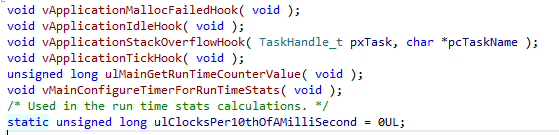 void vApplicationMallocFailedHook( void );
void vApplicationIdleHook( void );
void vApplicationStackOverflowHook( TaskHandle_t pxTask, char *pcTaskName );
void vApplicationTickHook( void );
unsigned long ulMainGetRunTimeCounterValue( void );
void vMainConfigureTimerForRunTimeStats( void );
/* Used in the run time stats calculations. */
static unsigned long ulClocksPer10thOfAMilliSecond = 0UL;